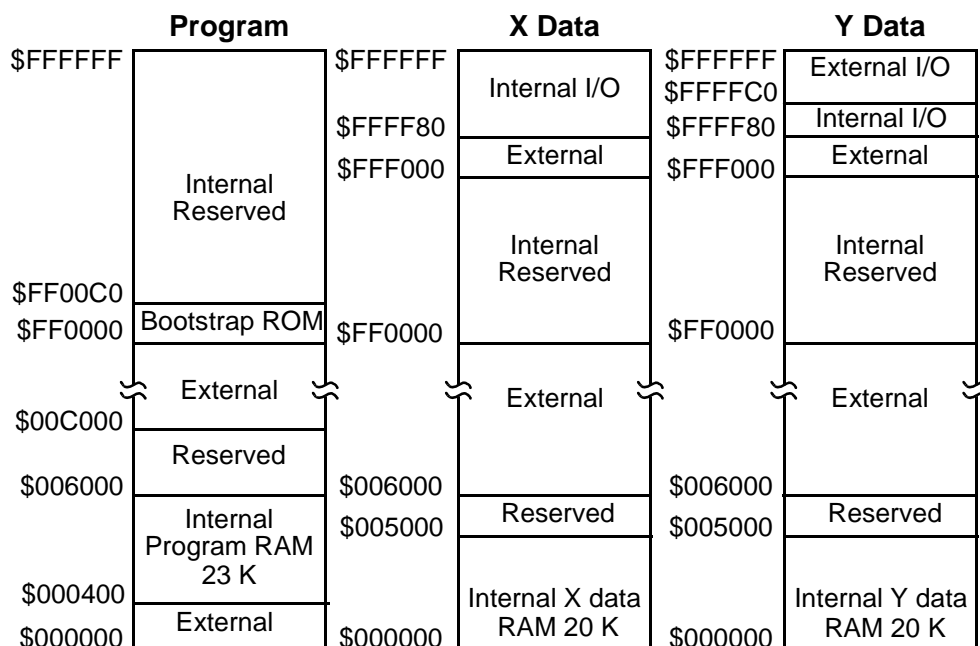 Program
$FFFFFF
Internal
Reserved
$FF00C0
Bootstrap ROM
$FF0000
External
$00C000
Reserved
$006000
Internal
Program RAM
23 K
$000400
External
$000000
X Data
$FFFFFF
Internal I/O
$FFFF80
External
$FFF000
Internal
Reserved
$FF0000
External
$006000
Reserved
$005000
Internal X data
RAM 20 K
$000000
Y Data
$FFFFFF
External I/O
$FFFFC0
Internal I/O
$FFFF80
External
$FFF000
Internal
Reserved
$FF0000
External
$006000
Reserved
$005000
Internal Y data
RAM 20 K
$000000